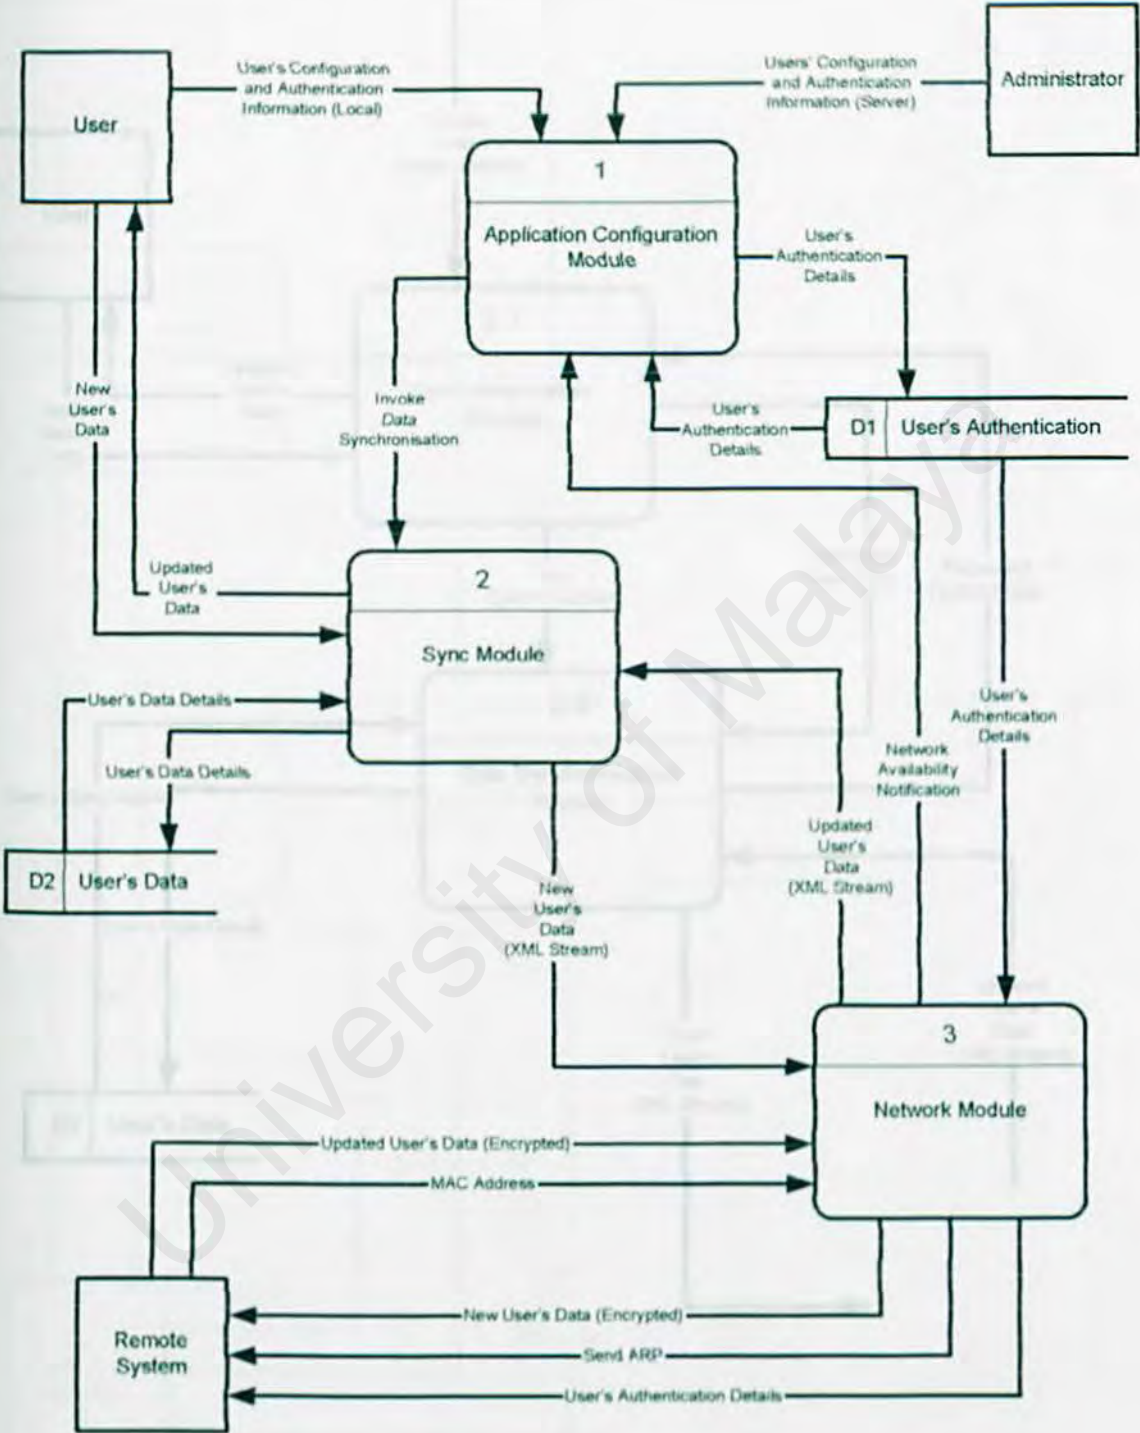 User's Configuration
and Authentication
Information (Local)
Users' Configuration
and Authentication
Information (Server)
Administrator
User
1
Application Configuration
Module
User's
Authentication
Details
New
User's
Data
Invoke
Data
Synchronisation
User's
Authentication
Details
D1
User's Authentication
Updated
User's
Data
2
Sync Module
User's Data Details
User's Data Details
User's
Authentication
Details
Network
Availability
Notification
Updated
User's
Data
(XML Stream)
D2
User's Data
New
User's
Data
(XML Stream)
3
Network Module
Updated User's Data (Encrypted)
MAC Address
New User's Data (Encrypted)
Send ARP
User's Authentication Details
Remote
System
University of Malaya